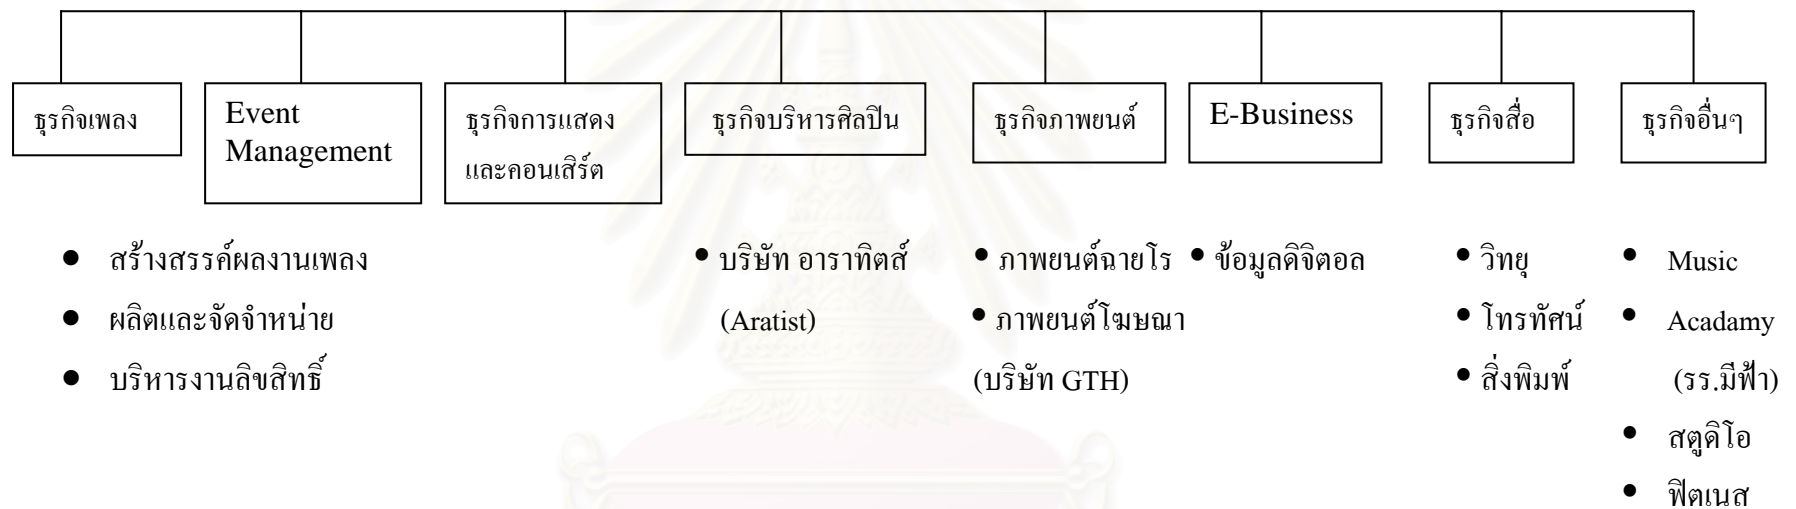 ธุรกิจเพลง
Event
Management
ธุรกิจการแสดง
และคอนเสิร์ต
ธุรกิจบริหารศิลปิน
ธุรกิจภาพยนต์
E-Business
ธุรกิจสื่อ
ธุรกิจอื่นๆ
● สร้างสรรค์ผลงานเพลง
● ผลิตและจัดจำหน่าย
● บริหารงานลิขสิทธิ์
● บริษัท อาราทิตส์
(Aratist)
● ภาพยนต์ฉายโร
● ภาพยนต์โฆษณา
(บริษัท GTH)
● ข้อมูลดิจิตอล
● วิทยุ
● โทรทัศน์
● สิ่งพิมพ์
● Music
● Acadamy
(รร.มีฟ้า)
● สตูดิโอ
● ฟิตเนส